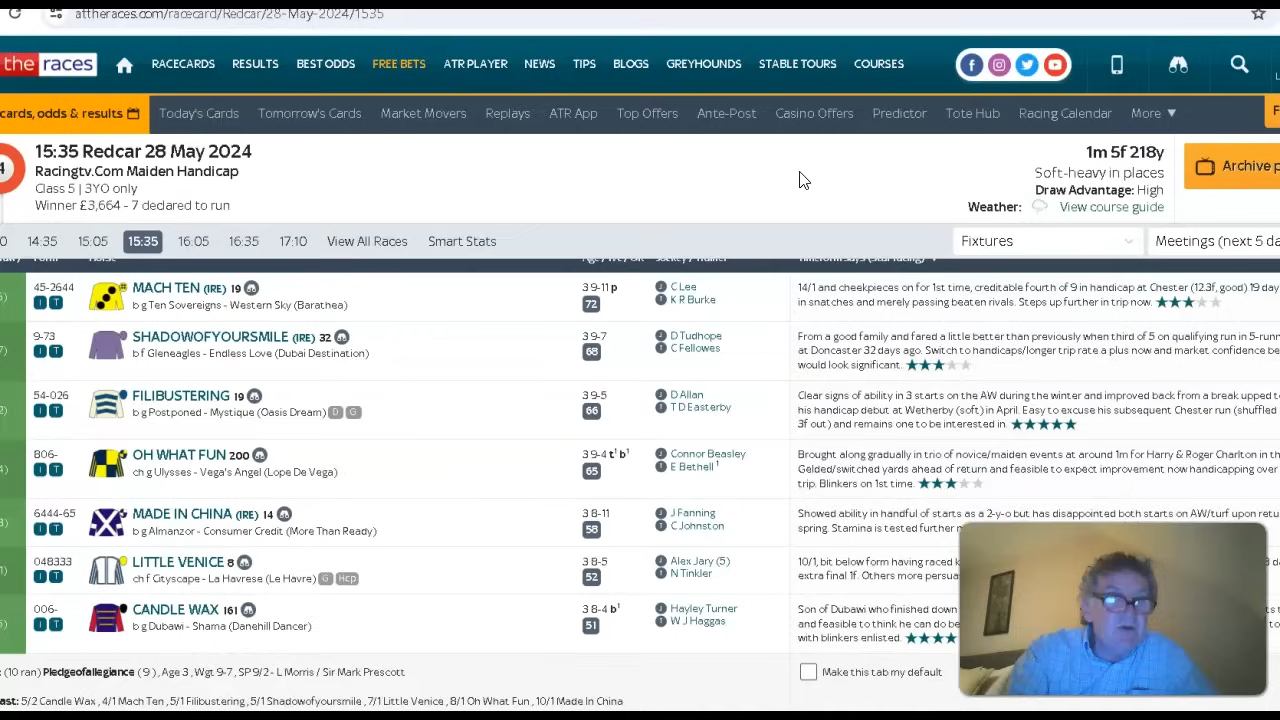 attheraces.com/racecard/Redcar/28-May-2024/1535
the races RACECARDS RESULTS BEST ODDS FREE BETS ATR PLAYER NEWS TIPS BLOGS GREYHOUNDS STABLE TOURS COURSES
cards, odds & results Today's Cards Tomorrow's Cards Market Movers Replays ATR App Top Offers Ante-Post Casino Offers Predictor Tote Hub Racing Calendar More ▼
15:35 Redcar 28 May 2024 1m 5f 218y
Racingtv.Com Maiden Handicap Soft-heavy in places Archive
Class 5 | 3YO only Draw Advantage: High
Winner £3,664 - 7 declared to run Weather: View course guide
14:35 15:05 15:35 16:05 16:35 17:10 View All Races Smart Stats Fixtures Meetings (next 5 da
45-2644 MACH TEN (IRE) 19 3 9-11 p C Lee 14/1 and cheekpieces on for 1st time, creditable fourth of 9 in handicap at Chester (12.3f, good) 19 day
I T b g Ten Sovereigns - Western Sky (Barathea) 72 K R Burke in snatches and merely passing beaten rivals. Steps up further in trip now.
9-73 SHADOWOFYOURSMILE (IRE) 32 3 9-7 D Tudhope From a good family and fared a little better than previously when third of 5 on qualifying run in 5-run
I T b f Gleneagles - Endless Love (Dubai Destination) 68 C Fellowes at Doncaster 32 days ago. Switch to handicaps/longer trip rate a plus now and market confidence be
would look significant.
54-026 FILIBUSTERING 19 3 9-5 D Allan Clear signs of ability in 3 starts on the AW during the winter and improved back from a break upped to
I T b g Postponed - Mystique (Oasis Dream) D G 66 T D Easterby his handicap debut at Wetherby (soft) in April. Easy to excuse his subsequent Chester run (shuffled
3f out) and remains one to be interested in.
806- OH WHAT FUN 200 3 9-4 t1 b1 Connor Beasley Brought along gradually in trio of novice/maiden events at around 1m for Harry & Roger Charlton in th
I T ch g Ulysses - Vega's Angel (Lope De Vega) 65 E Bethell 1 Gelded/switched yards ahead of return and feasible to expect improvement now handicapping over
trip. Blinkers on 1st time.
6444-65 MADE IN CHINA (IRE) 14 3 8-11 J Fanning Showed ability in handful of starts as a 2-y-o but has disappointed both starts on AW/turf upon retu
I T b g Almanzor - Consumer Credit (More Than Ready) 58 C Johnston spring. Stamina is tested further
048333 LITTLE VENICE 8 3 8-5 Alex Jary (5) 10/1, bit below form having raced
I T ch f Cityscape - La Havrese (Le Havre) G Hcp 52 N Tinkler extra final 1f. Others more persua
006- CANDLE WAX 161 3 8-4 b1 Hayley Turner Son of Dubawi who finished down
I T b g Dubawi - Shama (Danehill Dancer) 51 W J Haggas and feasible to think he can do be
with blinkers enlisted.
(10 ran) Pledgeofallegiance (9), Age 3, Wgt 9-7, SP 9/2 - L Morris / Sir Mark Prescott Make this tab my default
ast: 5/2 Candle Wax, 4/1 Mach Ten, 5/1 Filibustering, 5/1 Shadowofyoursmile, 7/1 Little Venice, 8/1 Oh What Fun, 10/1 Made In China